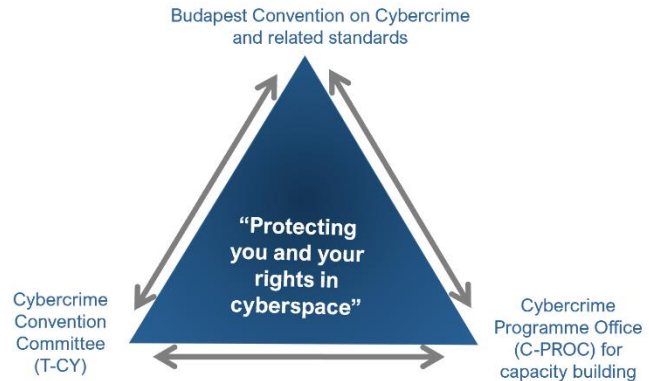 Budapest Convention on Cybercrime
and related standards
“Protecting
you and your
rights in
cyberspace”
Cybercrime
Convention
Committee
(T-CY)
Cybercrime
Programme Office
(C-PROC) for
capacity building